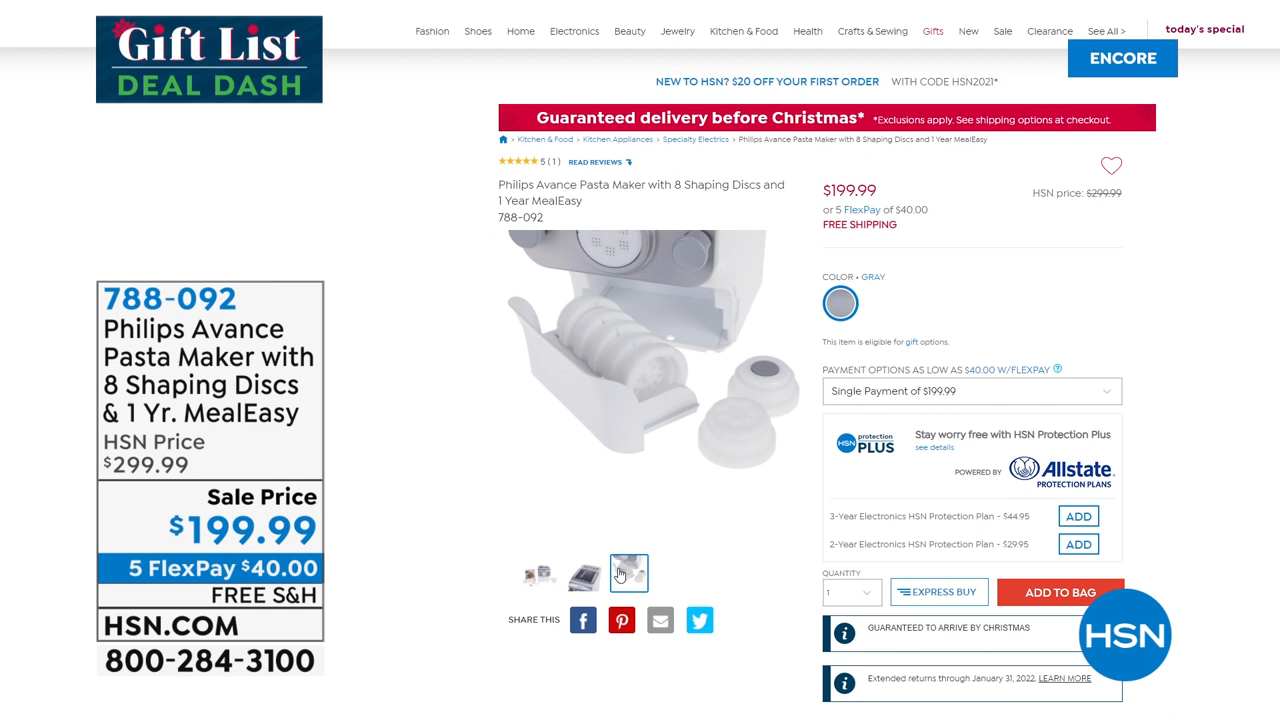 Gift List
DEAL DASH
Fashion Shoes Home Electronics Beauty Jewelry Kitchen & Food Health Crafts & Sewing Gifts New Sale Clearance See All > today's special
ENCORE
NEW TO HSN? $20 OFF YOUR FIRST ORDER WITH CODE HSN2021*
Guaranteed delivery before Christmas* *Exclusions apply. See shipping options at checkout.
> Kitchen & Food > Kitchen Appliances > Specialty Electrics > Philips Avance Pasta Maker with 8 Shaping Discs and 1 Year MealEasy
5 ( 1 ) READ REVIEWS
Philips Avance Pasta Maker with 8 Shaping Discs and
1 Year MealEasy
788-092
$199.99 HSN price: $299.99
or 5 FlexPay of $40.00
FREE SHIPPING
COLOR • GRAY
This item is eligible for gift options.
PAYMENT OPTIONS AS LOW AS $40.00 W/FLEXPAY ?
Single Payment of $199.99
HSN protection PLUS
Stay worry free with HSN Protection Plus
see details
POWERED BY Allstate.
PROTECTION PLANS
3-Year Electronics HSN Protection Plan - $44.95 ADD
2-Year Electronics HSN Protection Plan - $29.95 ADD
QUANTITY
1 EXPRESS BUY ADD TO BAG
GUARANTEED TO ARRIVE BY CHRISTMAS
Extended returns through January 31, 2022. LEARN MORE
HSN
SHARE THIS
788-092
Philips Avance
Pasta Maker with
8 Shaping Discs
& 1 Yr. MealEasy
HSN Price
$299.99
Sale Price
$199.99
5 FlexPay $40.00
FREE S&H
HSN.COM
800-284-3100